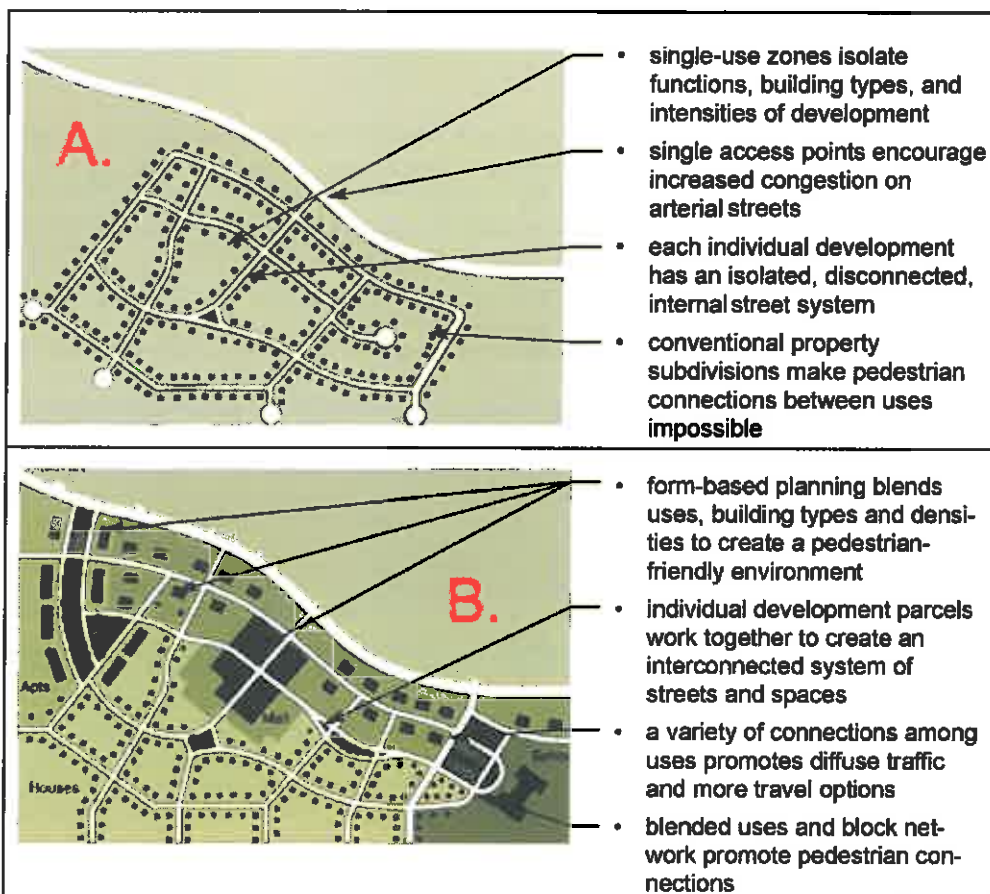 A.
• single-use zones isolate
functions, building types, and
intensities of development
• single access points encourage
increased congestion on
arterial streets
• each individual development
has an isolated, disconnected,
internal street system
• conventional property
subdivisions make pedestrian
connections between uses
impossible
B.
Apts
Mall
Houses
• form-based planning blends
uses, building types and densi-
ties to create a pedestrian-
friendly environment
• individual development parcels
work together to create an
interconnected system of
streets and spaces
• a variety of connections among
uses promotes diffuse traffic
and more travel options
• blended uses and block net-
work promote pedestrian con-
nections